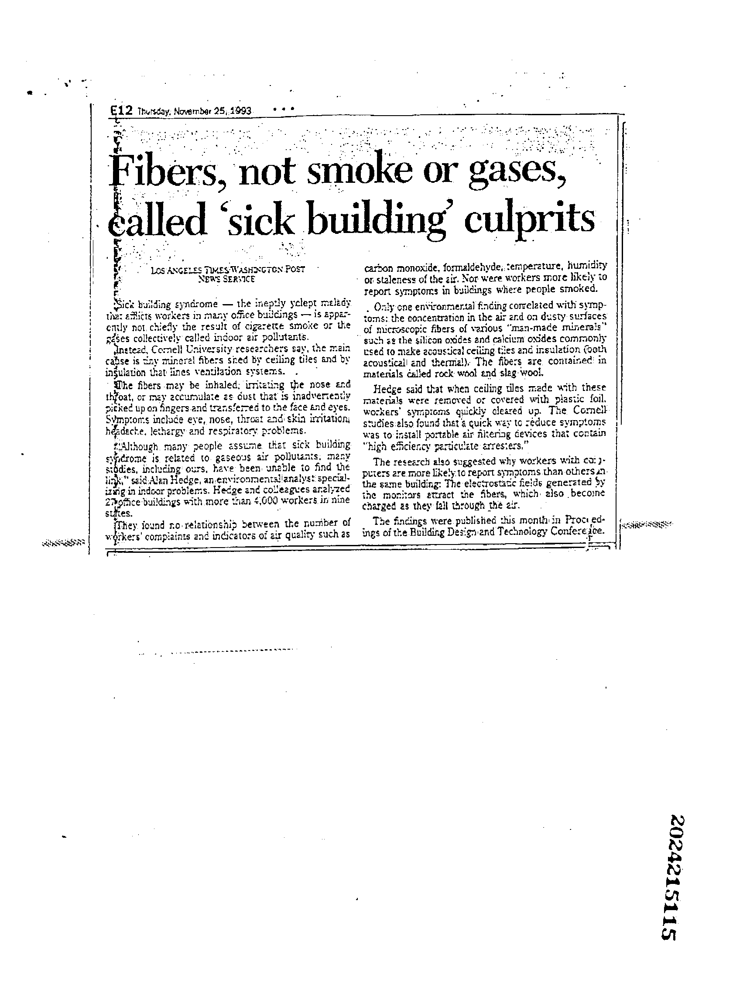 E12 Thursday, November 25, 1993 • • •
Fibers, not smoke or gases,
called ‘sick building’ culprits
LOS ANGELES TIMES-WASHINGTON POST
NEWS SERVICE
Sick building syndrome — the ineptly yclept malady
that afflicts workers in many office buildings — is appar-
ently not chiefly the result of cigarette smoke or the
gases collectively called indoor air pollutants.
Instead, Cornell University researchers say, the main
cause is tiny mineral fibers shed by ceiling tiles and by
insulation that lines ventilation systems.
The fibers may be inhaled, irritating the nose and
throat, or may accumulate as dust that is inadvertently
picked up on fingers and transferred to the face and eyes.
Symptoms include eye, nose, throat and skin irritation,
headache, lethargy and respiratory problems.
“Although many people assume that sick building
syndrome is related to gaseous air pollutants, many
studies, including ours, have been unable to find the
link,” said Alan Hedge, an environmental analyst special-
izing in indoor problems. Hedge and colleagues analyzed
27 office buildings with more than 4,000 workers in nine
states.
They found no relationship between the number of
workers' complaints and indicators of air quality such as
carbon monoxide, formaldehyde, temperature, humidity
or staleness of the air. Nor were workers more likely to
report symptoms in buildings where people smoked.
Only one environmental finding correlated with symp-
toms: the concentration in the air and on dusty surfaces
of microscopic fibers of various “man-made minerals”
such as the silicon oxides and calcium oxides commonly
used to make acoustical ceiling tiles and insulation (both
acoustical and thermal). The fibers are contained in
materials called rock wool and slag wool.
Hedge said that when ceiling tiles made with these
materials were removed or covered with plastic foil,
workers' symptoms quickly cleared up. The Cornell
studies also found that a quick way to reduce symptoms
was to install portable air filtering devices that contain
“high efficiency particulate arresters.”
The research also suggested why workers with com-
puters are more likely to report symptoms than others in
the same building: The electrostatic fields generated by
the monitors attract the fibers, which also become
charged as they fall through the air.
The findings were published this month in Proceed-
ings of the Building Design and Technology Conference.
2024215115